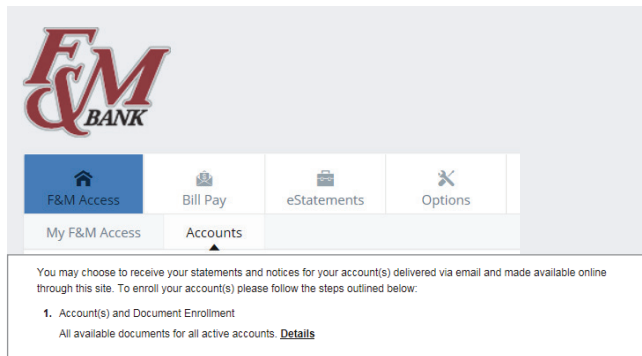 F&M
BANK
F&M Access Bill Pay eStatements Options
My F&M Access Accounts
You may choose to receive your statements and notices for your account(s) delivered via email and made available online
through this site. To enroll your account(s) please follow the steps outlined below:
1. Account(s) and Document Enrollment
All available documents for all active accounts. Details